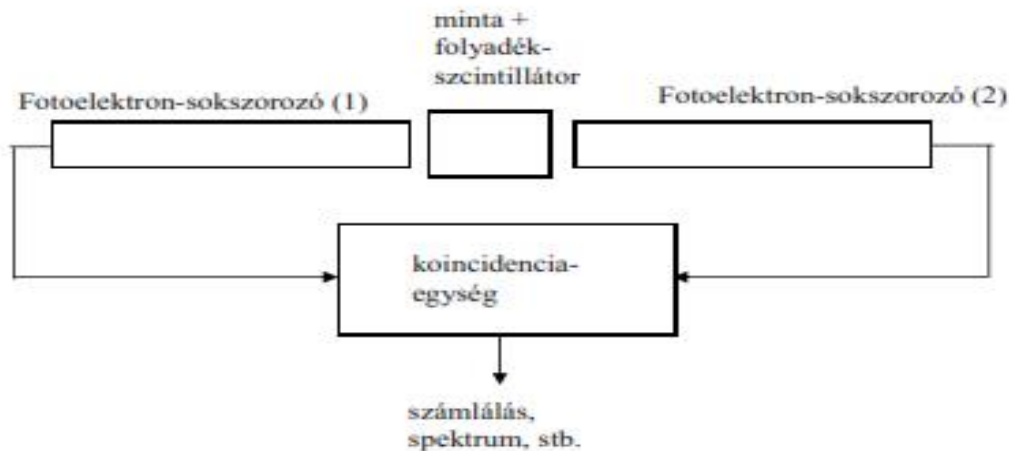 minta +
folyadék-
szcintillátor
Fotoelektron-sokszorozó (1)
Fotoelektron-sokszorozó (2)
koincidencia-
egység
számlálás,
spektrum, stb.